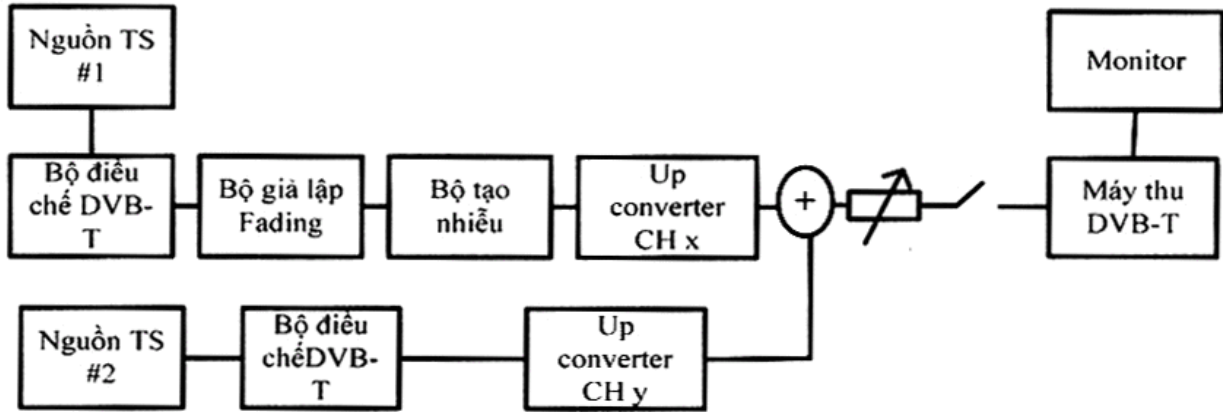 Nguồn TS
#1
Monitor
Bộ điều
chế DVB-
T
Bộ giả lập
Fading
Bộ tạo
nhiễu
Up
converter
CH x
+
Máy thu
DVB-T
Nguồn TS
#2
Bộ điều
chếDVB-
T
Up
converter
CH y